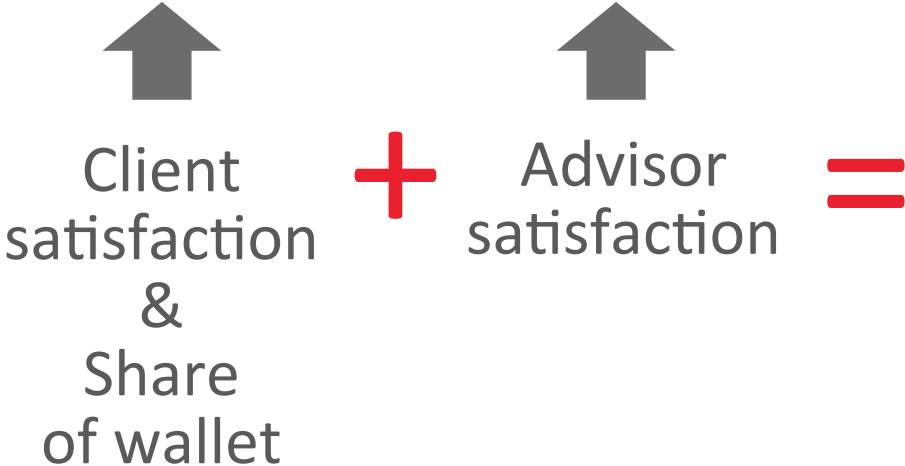 Client
satisfaction
&
Share
of wallet
+
Advisor
satisfaction
=